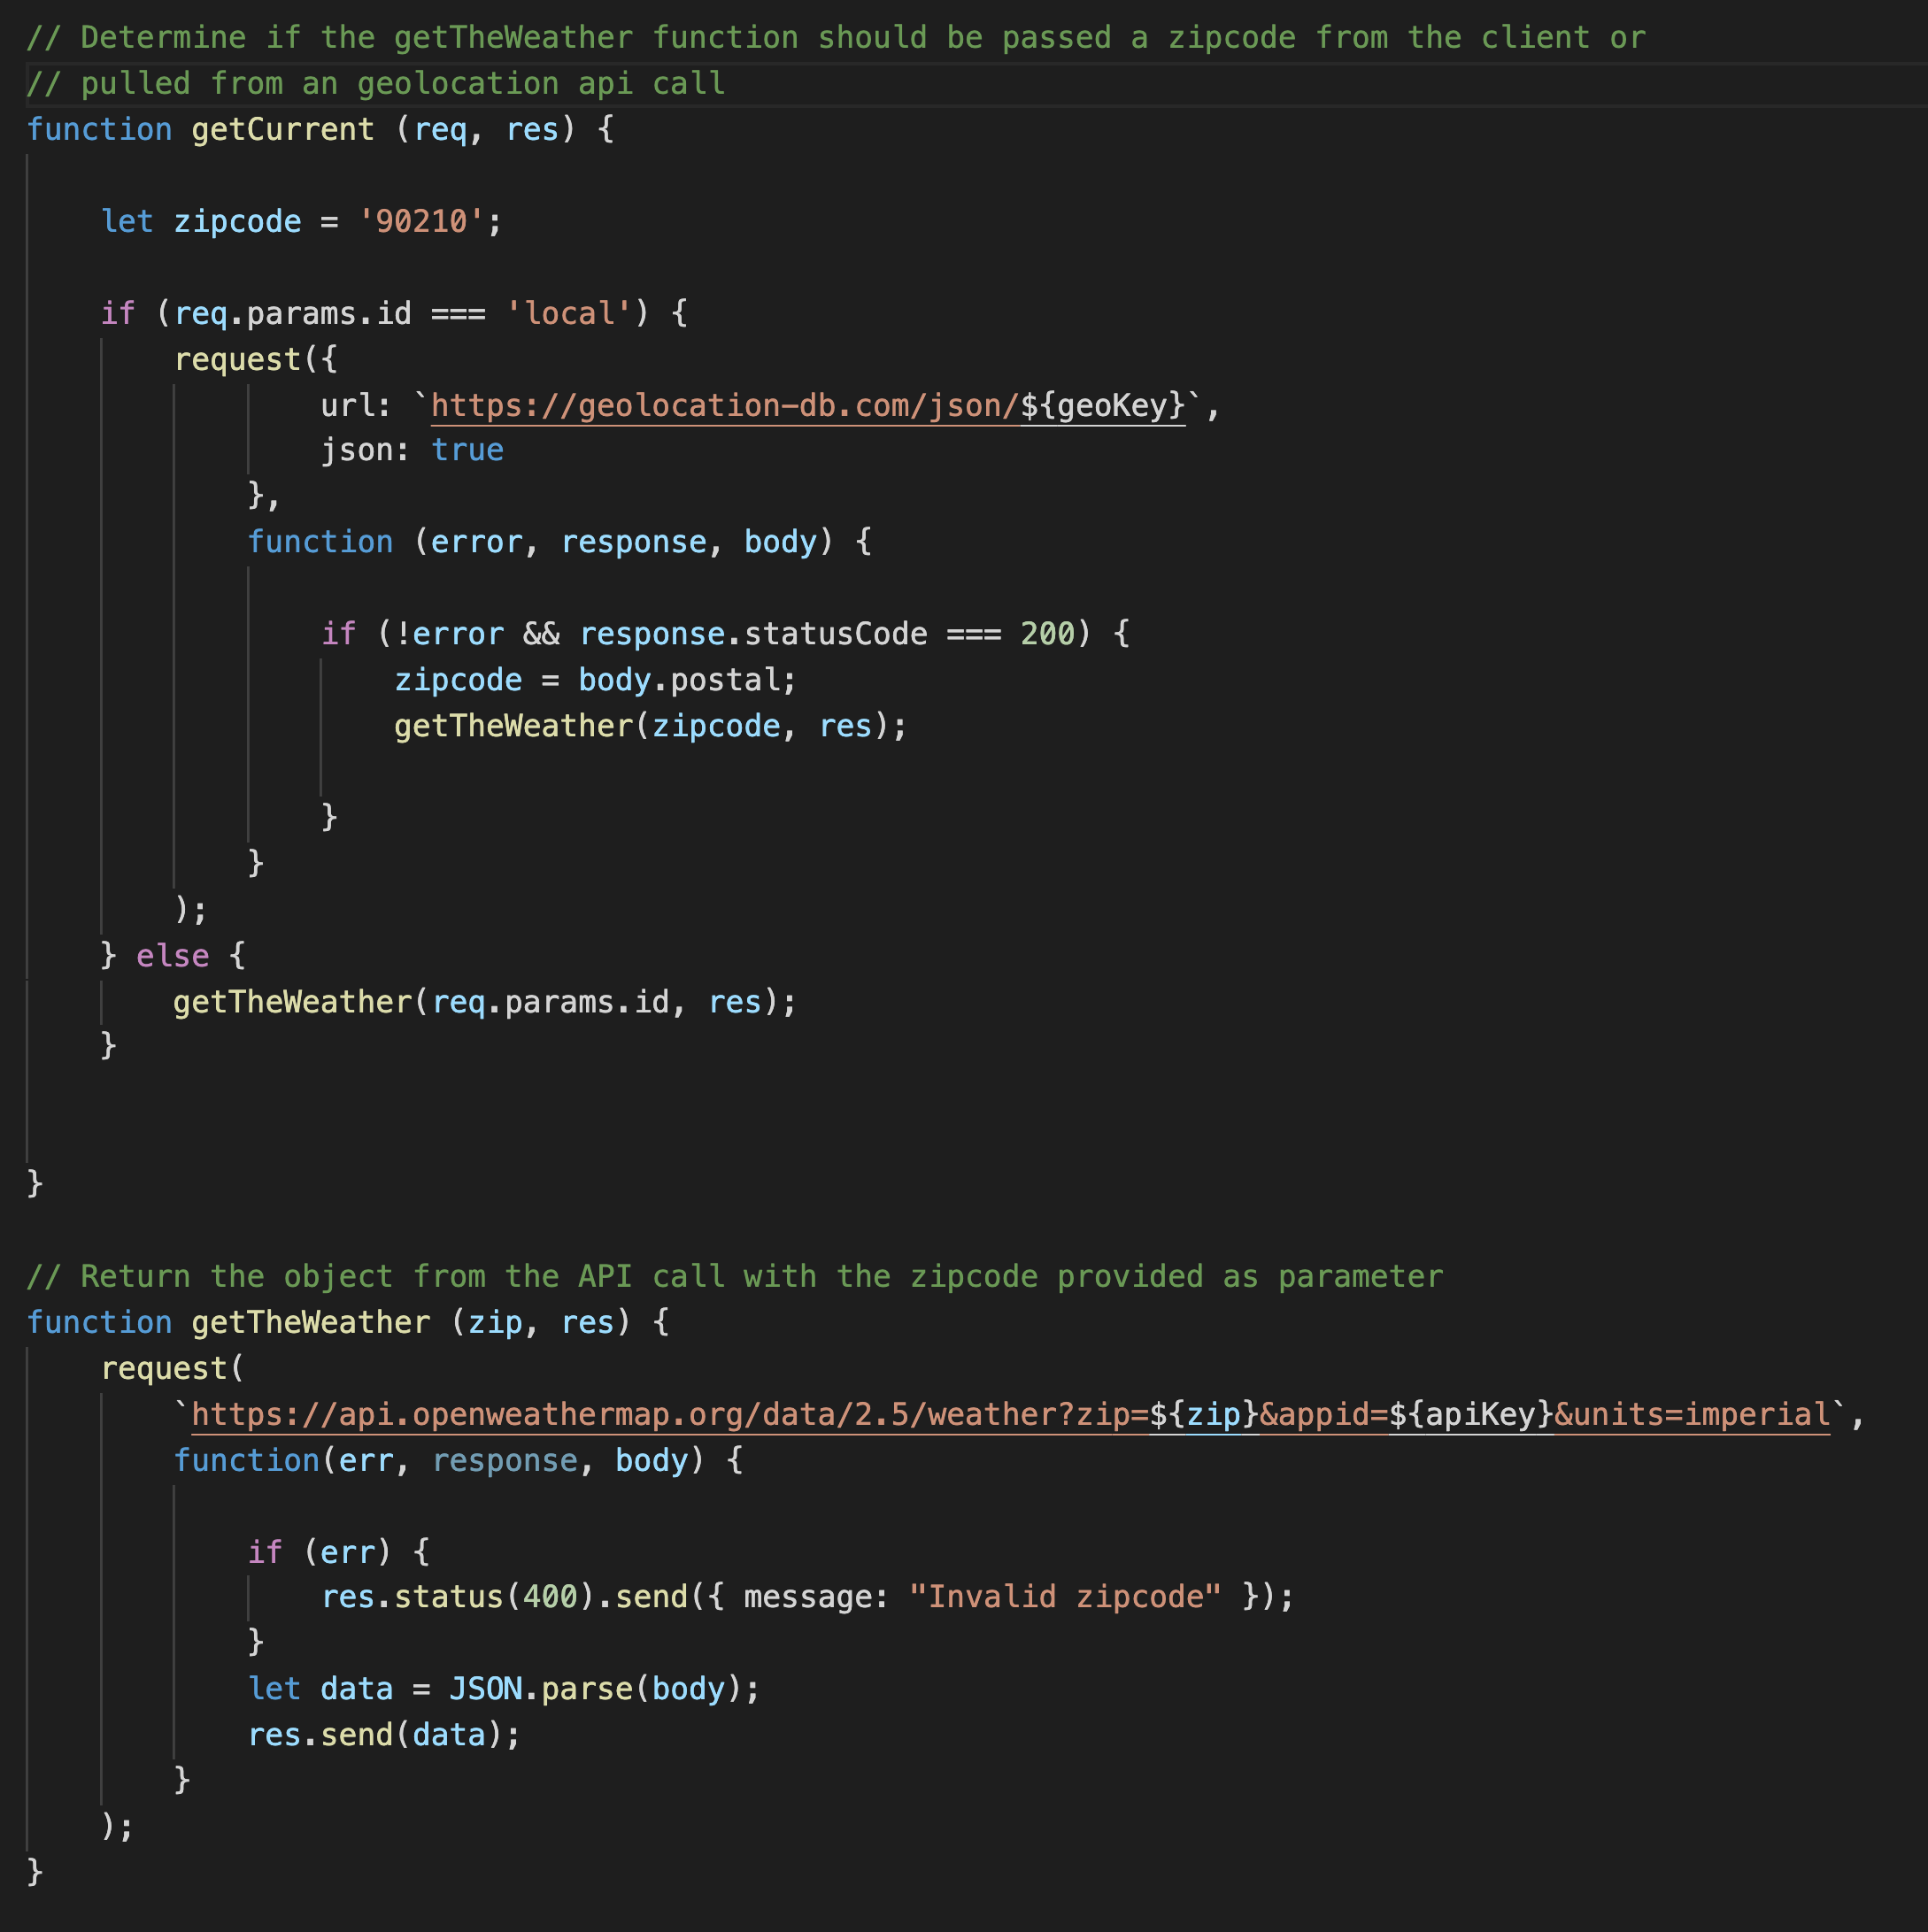 // Determine if the getTheWeather function should be passed a zipcode from the client or
// pulled from an geolocation api call
function getCurrent (req, res) {
let zipcode = '90210';
if (req.params.id === 'local') {
request({
url: `https://geolocation-db.com/json/${geoKey}`,
json: true
},
function (error, response, body) {
if (!error && response.statusCode === 200) {
zipcode = body.postal;
getTheWeather(zipcode, res);
}
}
);
} else {
getTheWeather(req.params.id, res);
}
}
// Return the object from the API call with the zipcode provided as parameter
function getTheWeather (zip, res) {
request(
`https://api.openweathermap.org/data/2.5/weather?zip=${zip}&appid=${apiKey}&units=imperial`,
function(err, response, body) {
if (err) {
res.status(400).send({ message: "Invalid zipcode" });
}
let data = JSON.parse(body);
res.send(data);
}
);
}